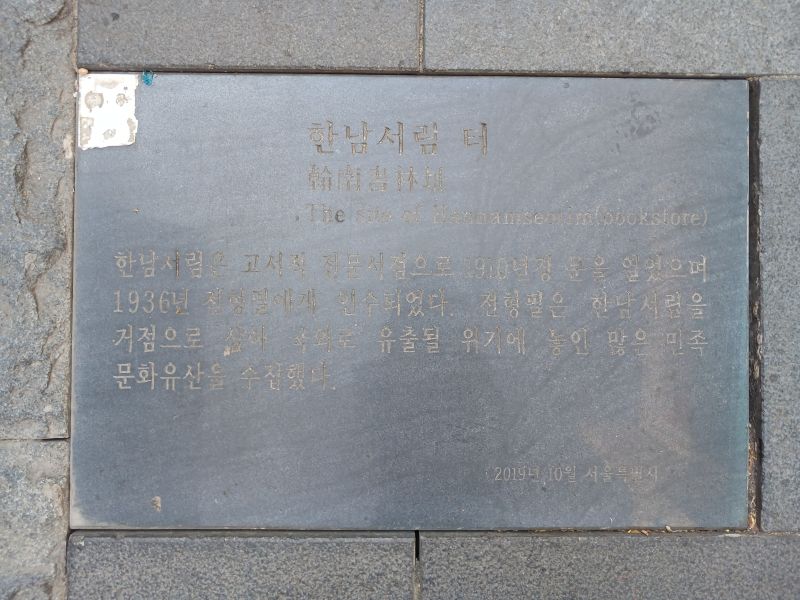 한남서림 터
翰南書林址
The site of Hannamseorim(bookstore)
한남서림은 고서적 전문서점으로 1910년경 문을 열었으며
1936년 전형필에게 인수되었다. 전형필은 한남서림을
거점으로 삼아 국외로 유출될 위기에 놓인 많은 민족
문화유산을 수집했다.
2019년 10월 서울특별시